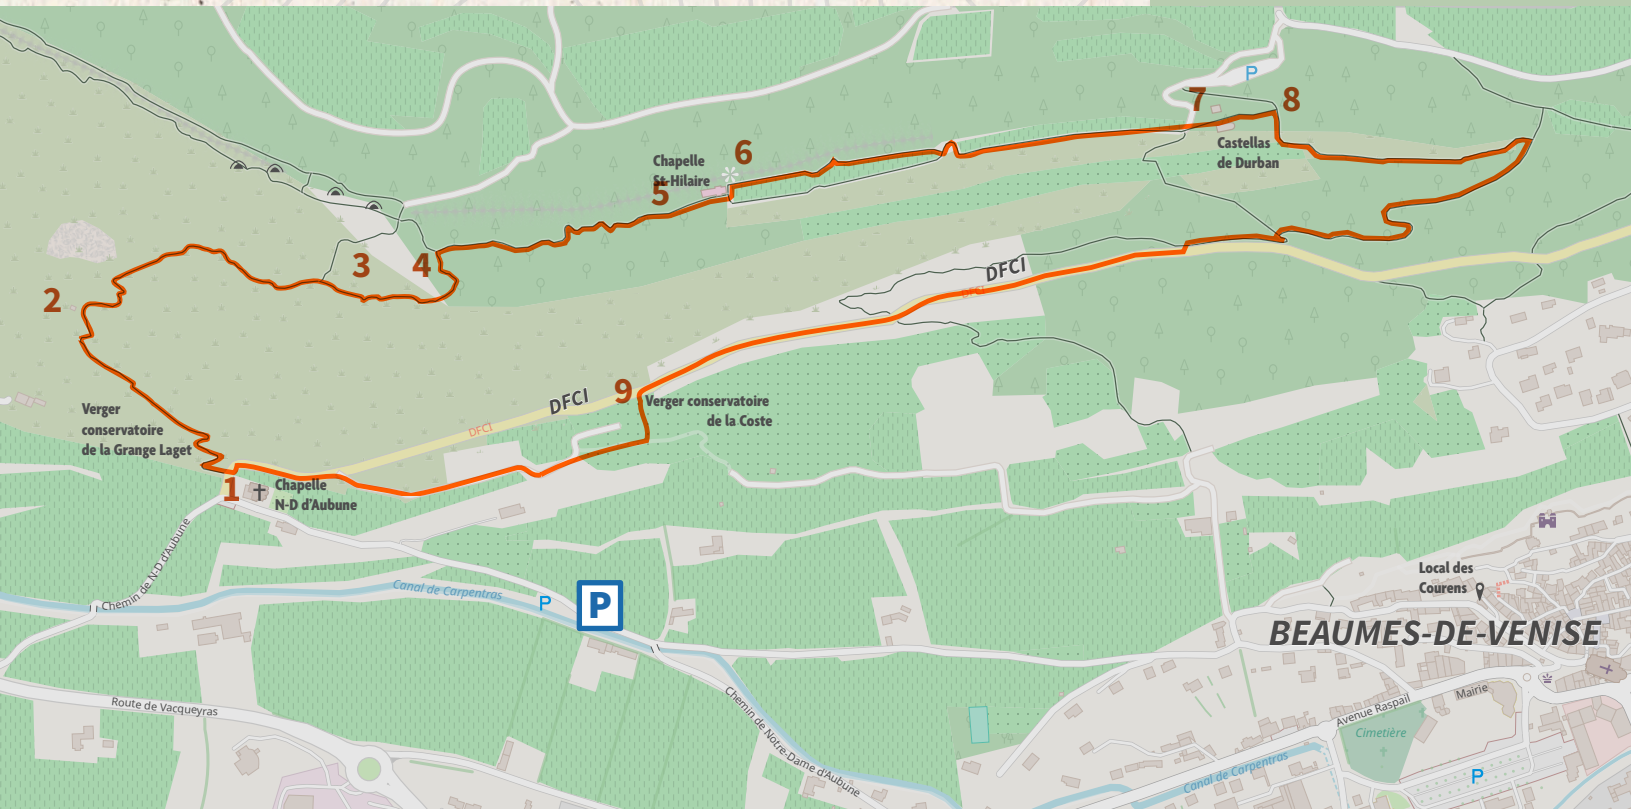 P
7
8
Castellas
de Durban
6
Chapelle
St-Hilaire
5
3
4
2
DFCI
DFCI
9
DFCI
DFCI
Verger conservatoire
de la Coste
Verger
conservatoire
de la Grange Laget
1
Chapelle
N-D d'Aubune
Chemin de N-D d'Aubune
Canal de Carpentras
P
P
Local des
Courens
BEAUMES-DE-VENISE
Route de Vacqueyras
Chemin de Notre-Dame d'Aubune
Avenue Raspail
Mairie
Cimetière
Canal de Carpentras
P